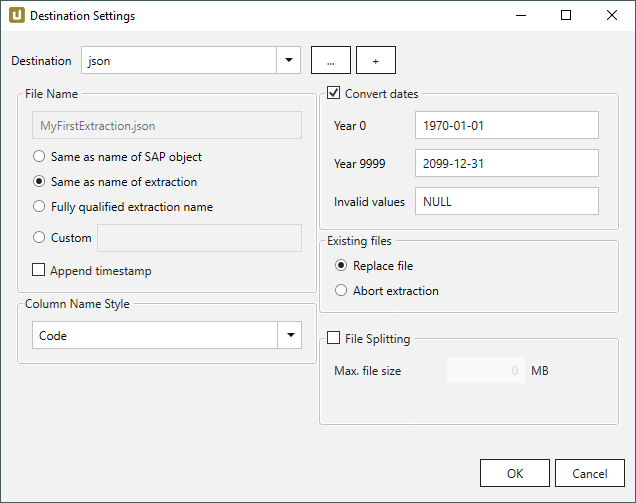 Destination Settings
Destination json ... +
File Name
MyFirstExtraction.json
Same as name of SAP object
Same as name of extraction
Fully qualified extraction name
Custom
Append timestamp
Column Name Style
Code
Convert dates
Year 0 1970-01-01
Year 9999 2099-12-31
Invalid values NULL
Existing files
Replace file
Abort extraction
File Splitting
Max. file size 0 MB
OK Cancel